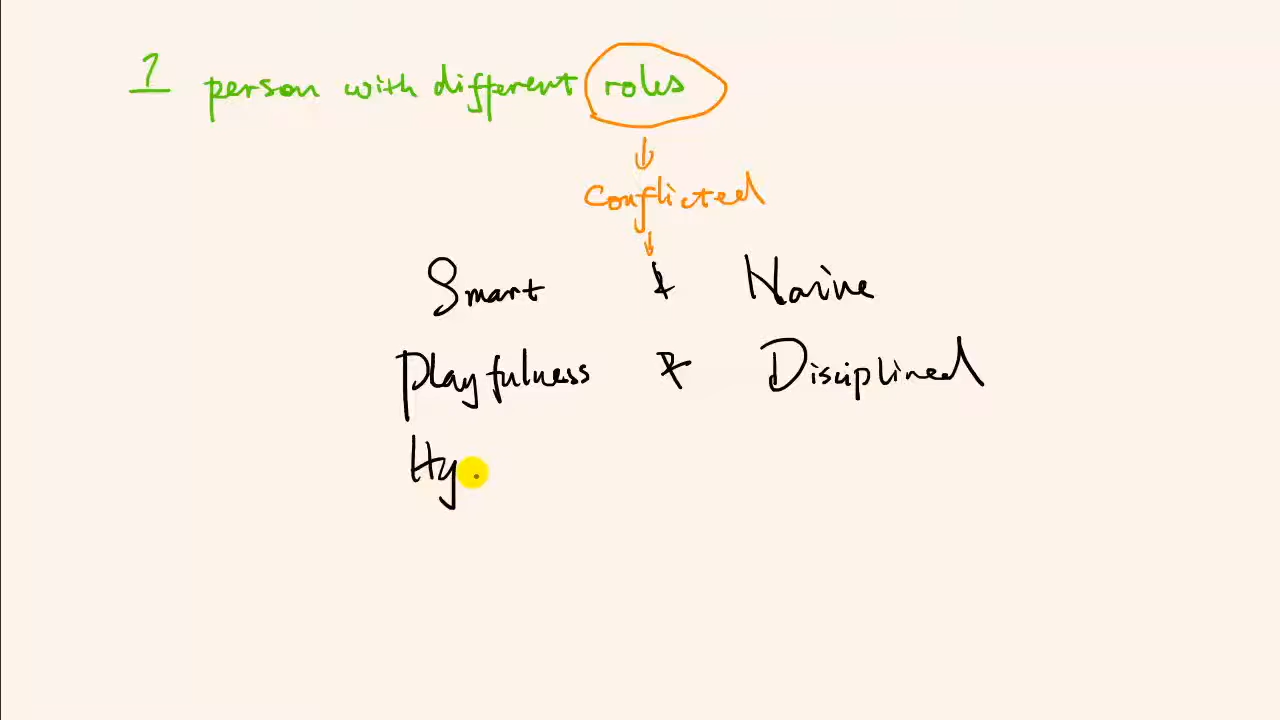 1 person with different roles
↓
Conflicted
↓
Smart & Naive
Playfulness & Disciplined
Hy